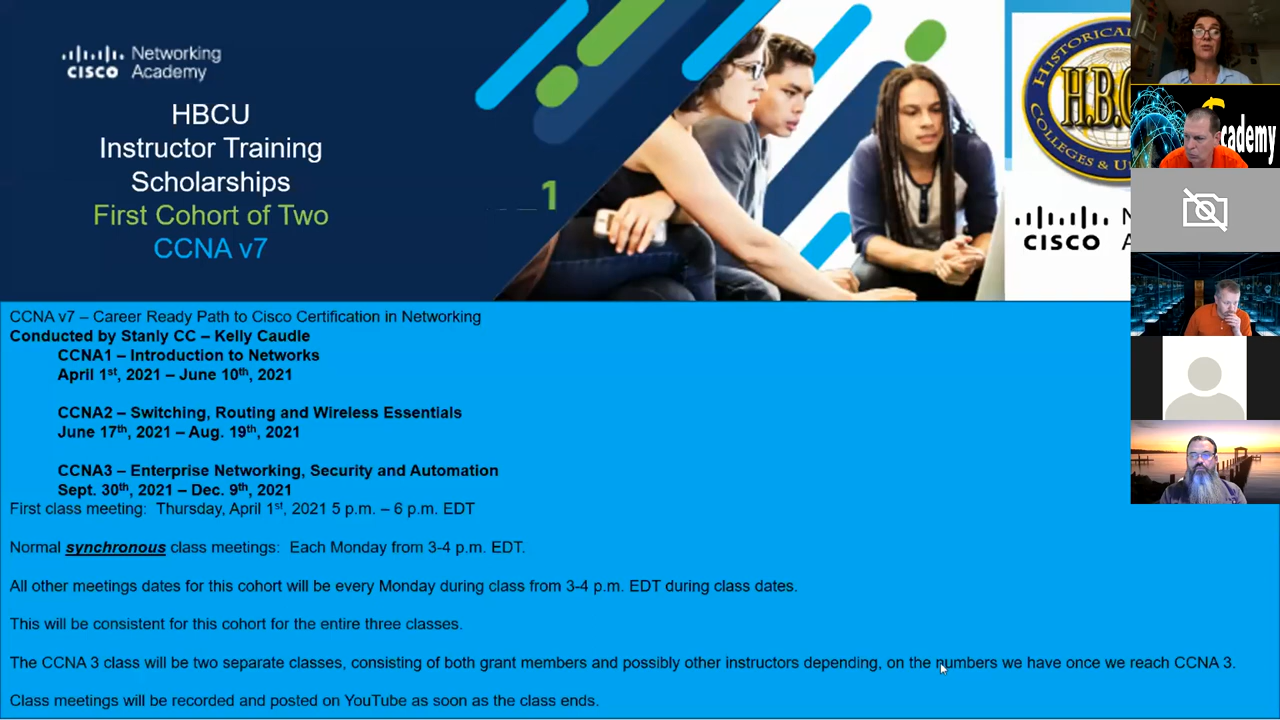 Networking
CISCO Academy
HBCU
Instructor Training
Scholarships
First Cohort of Two
CCNA v7
1
HISTORICAL
H.B.C
COLLEGES & U
CISCO
cademy
CCNA v7 – Career Ready Path to Cisco Certification in Networking
Conducted by Stanly CC – Kelly Caudle
CCNA1 – Introduction to Networks
April 1st, 2021 – June 10th, 2021
CCNA2 – Switching, Routing and Wireless Essentials
June 17th, 2021 – Aug. 19th, 2021
CCNA3 – Enterprise Networking, Security and Automation
Sept. 30th, 2021 – Dec. 9th, 2021
First class meeting: Thursday, April 1st, 2021 5 p.m. – 6 p.m. EDT
Normal synchronous class meetings: Each Monday from 3-4 p.m. EDT.
All other meetings dates for this cohort will be every Monday during class from 3-4 p.m. EDT during class dates.
This will be consistent for this cohort for the entire three classes.
The CCNA 3 class will be two separate classes, consisting of both grant members and possibly other instructors depending, on the numbers we have once we reach CCNA 3.
Class meetings will be recorded and posted on YouTube as soon as the class ends.